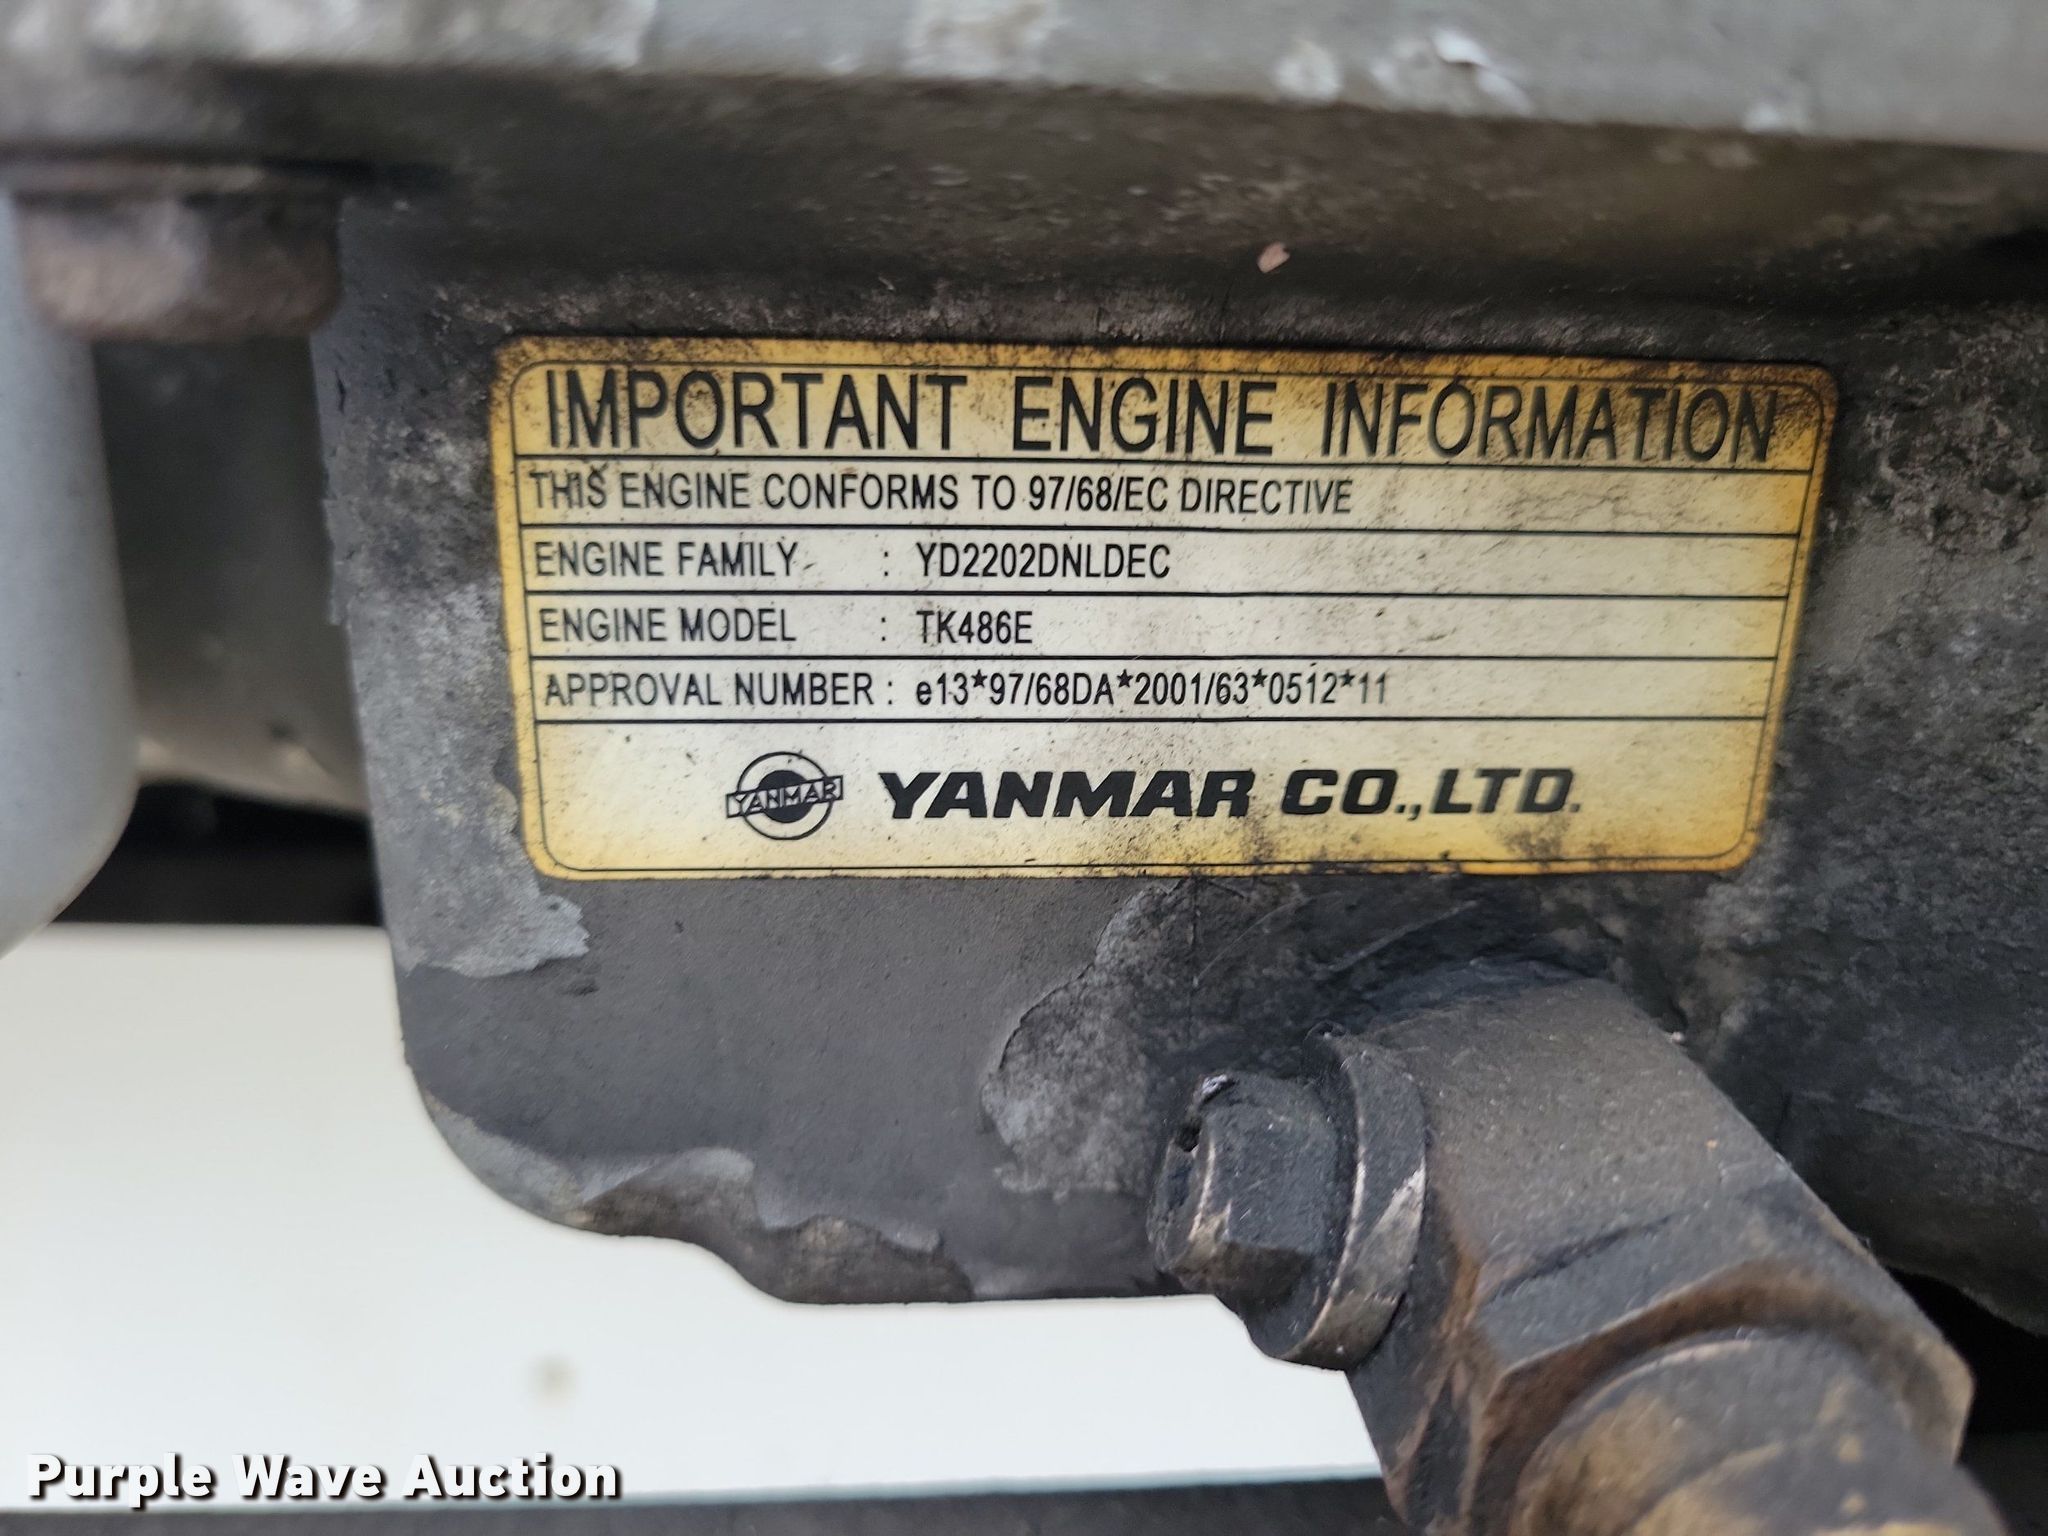 IMPORTANT ENGINE INFORMATION
THIS ENGINE CONFORMS TO 97/68/EC DIRECTIVE
ENGINE FAMILY : YD2202DNLDEC
ENGINE MODEL : TK486E
APPROVAL NUMBER : e13*97/68DA*2001/63*0512*11
YANMAR YANMAR CO.,LTD.
Purple Wave Auction